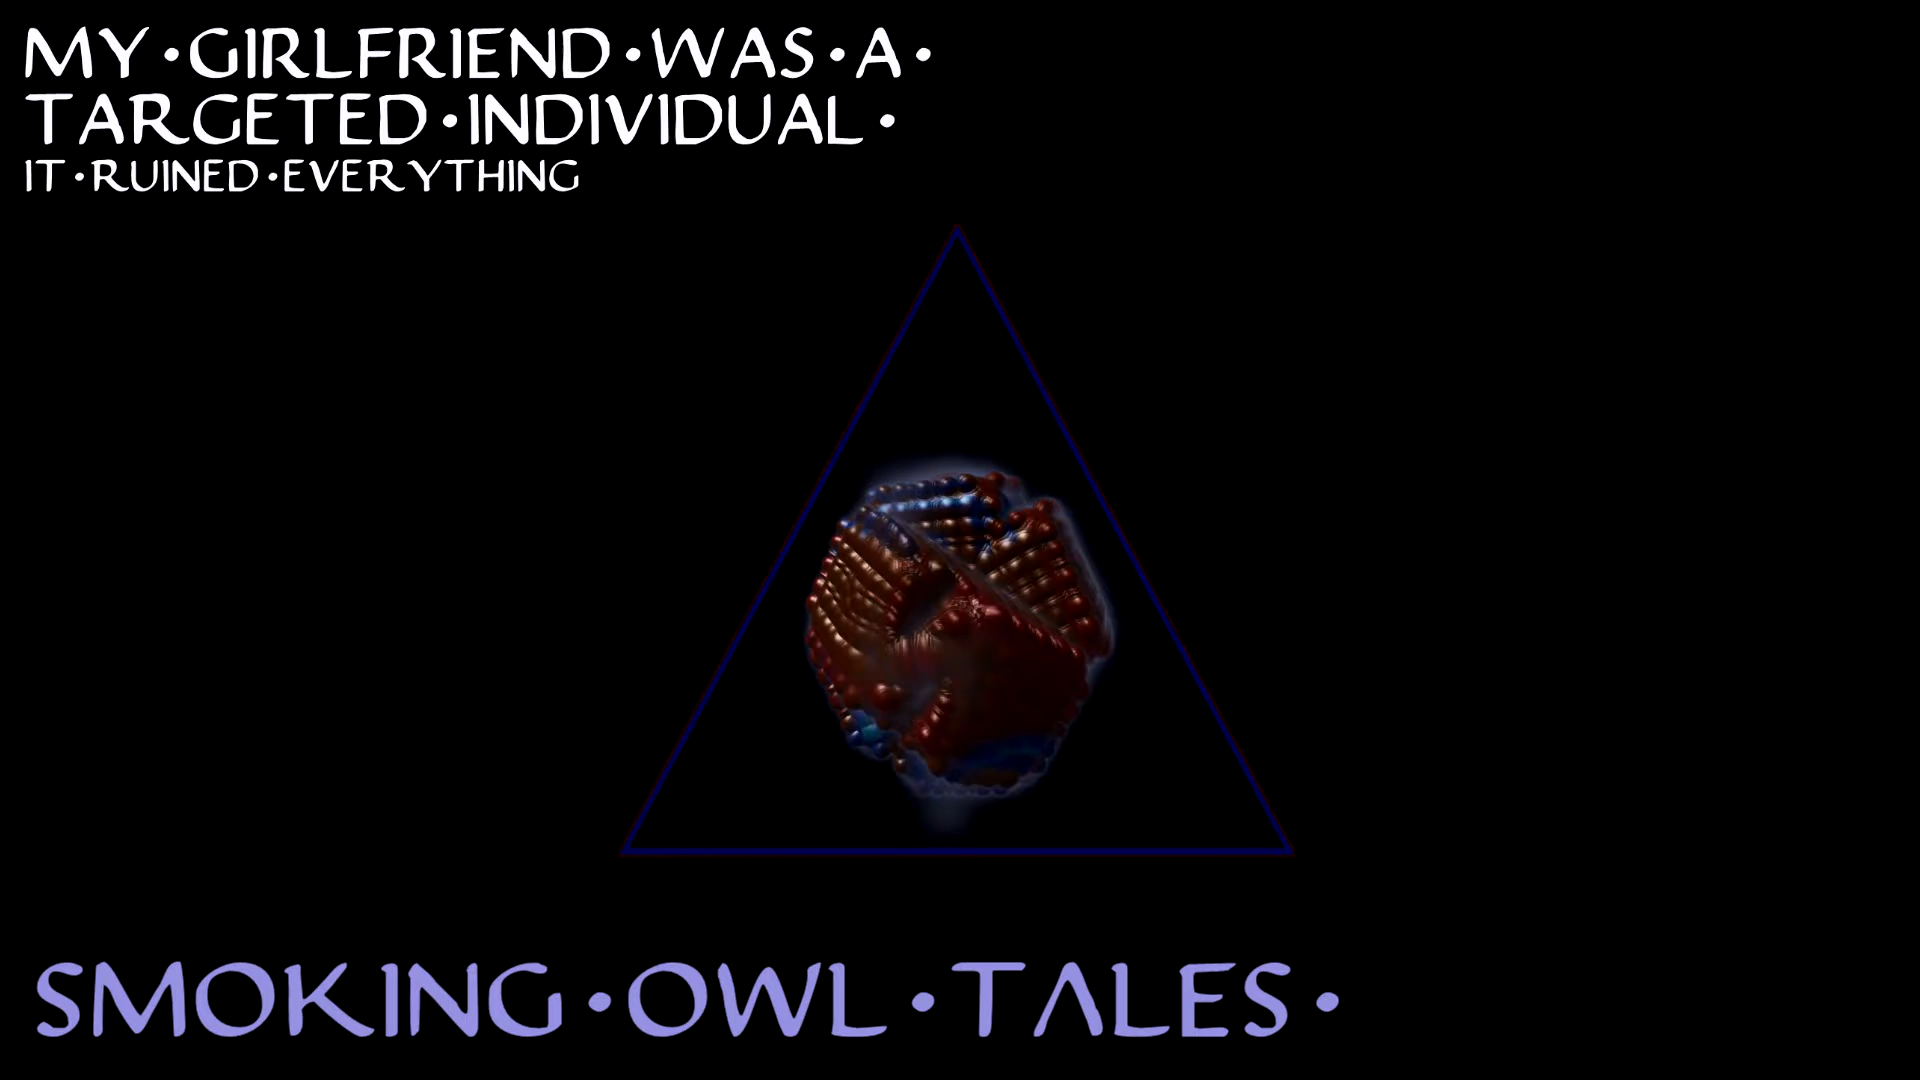 MY·GIRLFRIEND·WAS·A·
TARGETED·INDIVIDUAL·
IT·RUINED·EVERYTHING
SMOKING·OWL·TALES·